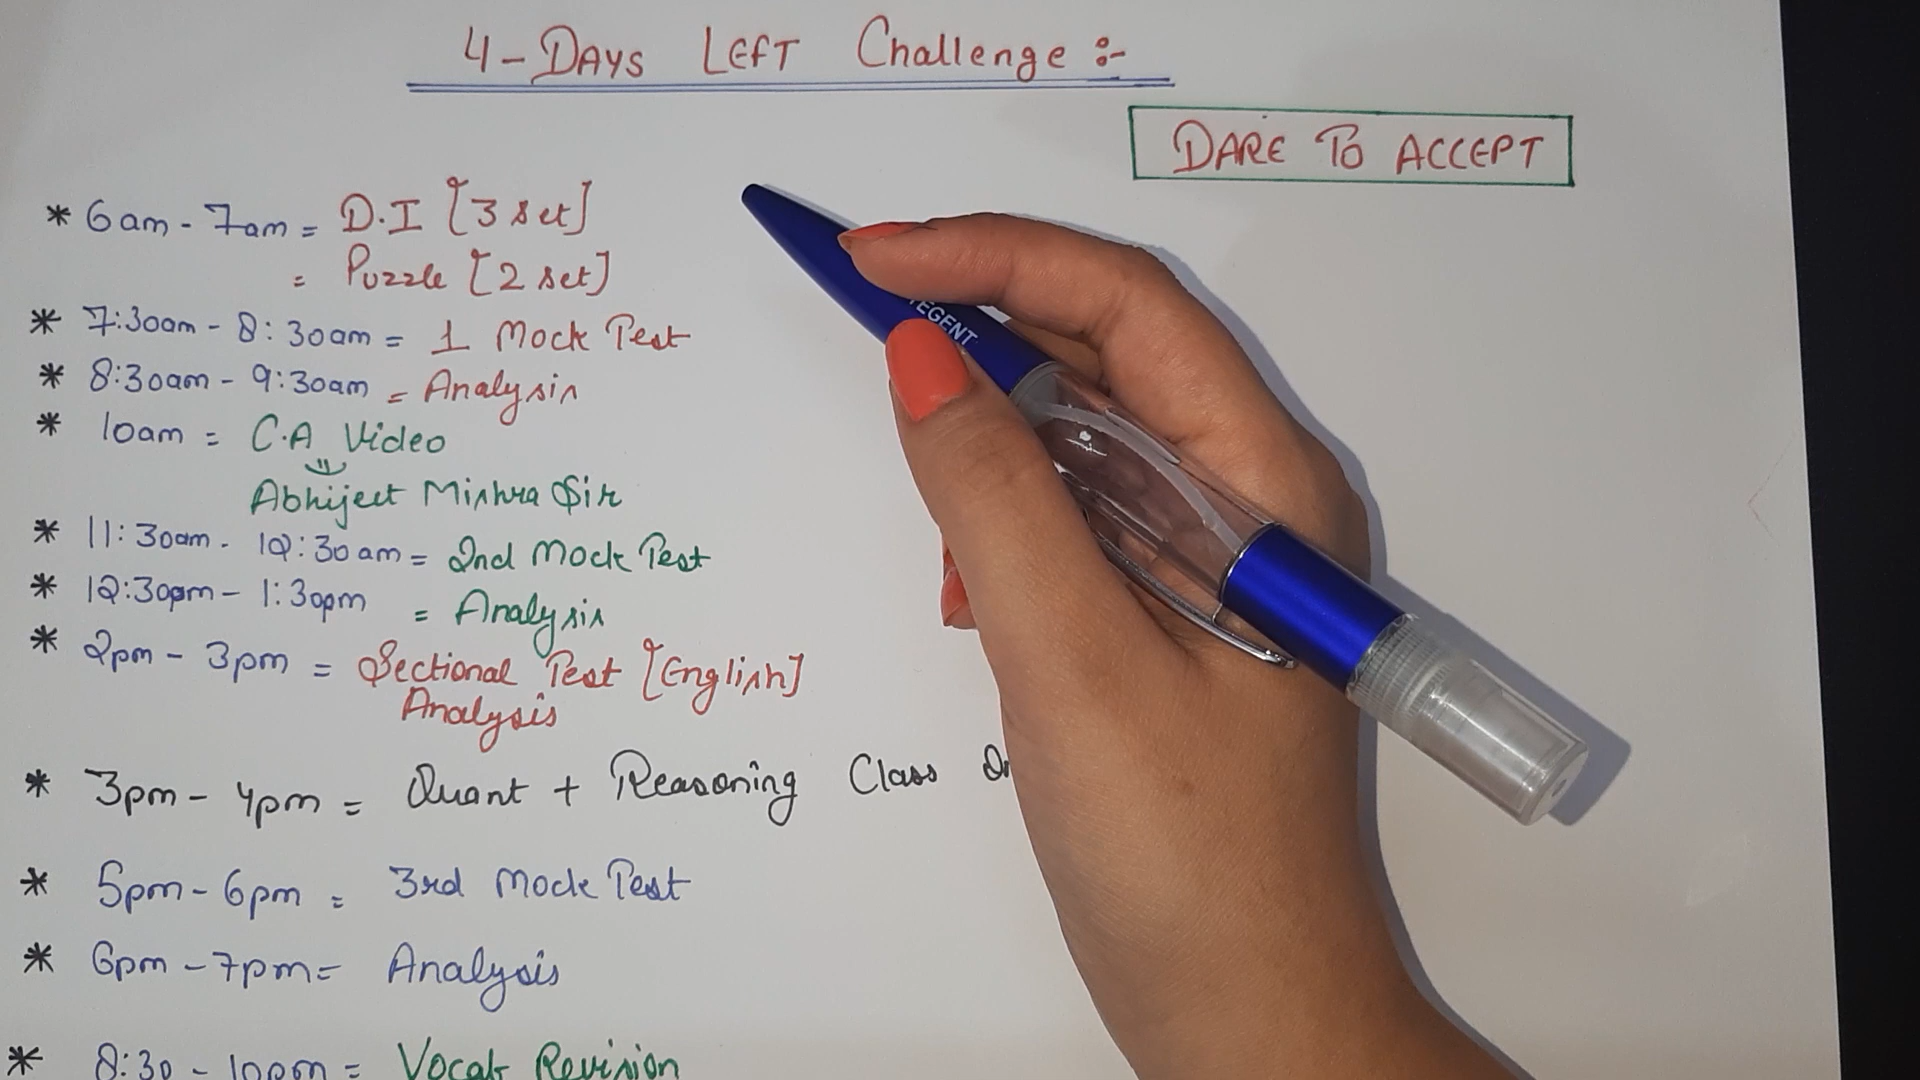 4-DAYS LEFT Challenge :-
DARE TO ACCEPT
* 6am - 7am = D.I [3 set]
= Puzzle [2 set]
* 7:30am - 8:30am = 1 Mock Test
* 8:30am - 9:30am = Analysis
* 10am = C.A Video
Abhijeet Mishra Sir
* 11:30am - 12:30am = 2nd Mock Test
* 12:30pm - 1:30pm = Analysis
* 2pm - 3pm = Sectional Test [English]
Analysis
* 3pm - 4pm = Quant + Reasoning Class
* 5pm - 6pm = 3rd Mock Test
* 6pm - 7pm = Analysis
* 8:30 - 10pm = Vocab Revision
TEGENT